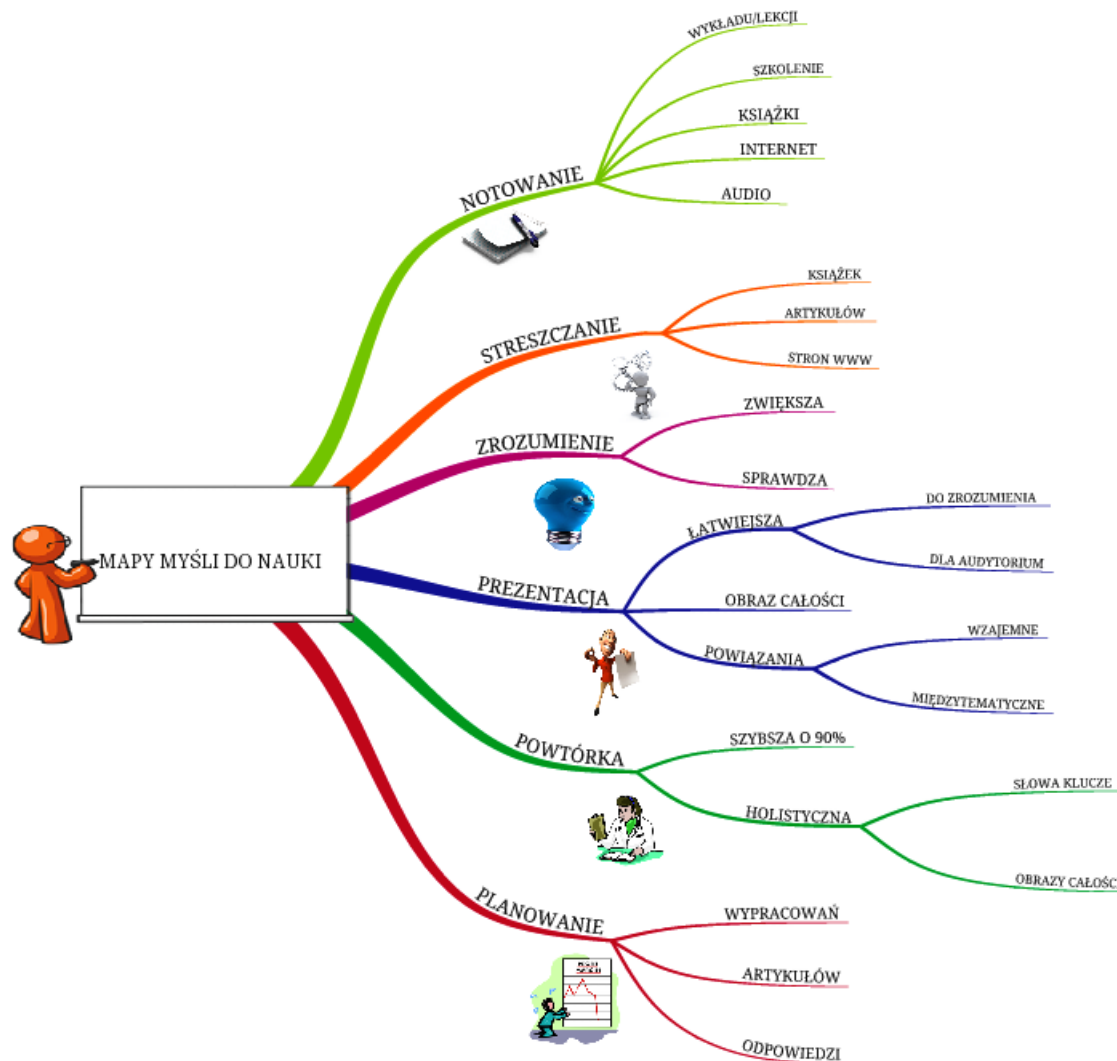 MAPY MYŚLI DO NAUKI
NOTOWANIE
WYKŁADU/LEKCJI
SZKOLENIE
KSIĄŻKI
INTERNET
AUDIO
STRESZCZANIE
KSIĄŻEK
ARTYKUŁÓW
STRON WWW
ZROZUMIENIE
ZWIĘKSZA
SPRAWDZA
PREZENTACJA
ŁATWIEJSZA
DO ZROZUMIENIA
DLA AUDYTORIUM
OBRAZ CAŁOŚCI
POWIĄZANIA
WZAJEMNE
MIĘDZYTEMATYCZNE
POWTÓRKA
SZYBSZA O 90%
HOLISTYCZNA
SŁOWA KLUCZE
OBRAZY CAŁOŚC
PLANOWANIE
WYPRACOWAŃ
ARTYKUŁÓW
ODPOWIEDZI